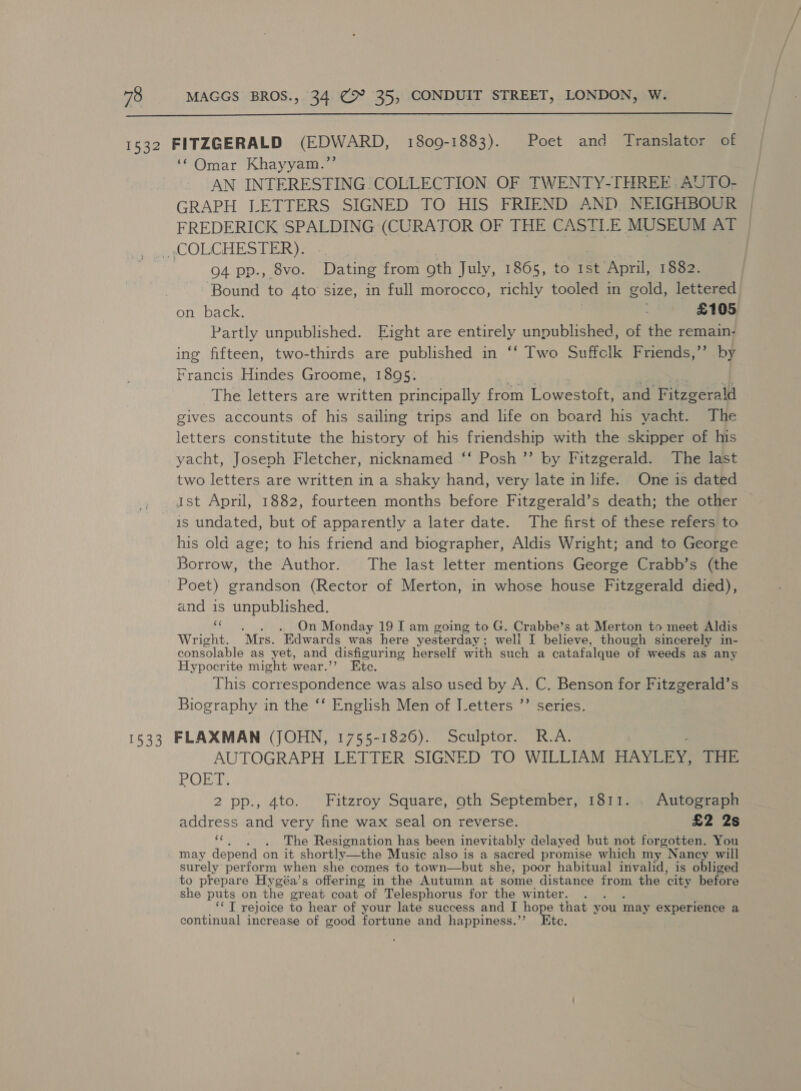 78 MAGGS BROS., 34 & 35, CONDUIT STREET, LONDON, W.
1532 FITZGERALD (EDWARD, 1809-1883). Poet and Translator of
‘‘ Omar Khayyam.’’
AN INTERESTING COLLECTION OF TWENTY-THREE AUTO-
GRAPH LETTERS SIGNED TO HIS FRIEND AND NEIGHBOUR
FREDERICK SPALDING (CURATOR OF THE CASTLE MUSEUM AT
COLCHESTER).
94 pp., 8vo. Dating from 9th July, 1865, to 1st April, 1882.
Bound to 4to size, in full morocco, richly tooled in gold, lettered
on back. £105
Partly unpublished. Eight are entirely unpublished, of the remain-
ing fifteen, two-thirds are published in ‘‘ Two Suffclk Friends,’’ by
Francis Hindes Groome, 1895.
The letters are written principally from Lowestoft, and Fitzgerald
gives accounts of his sailing trips and life on board his yacht. The
letters constitute the history of his friendship with the skipper of his
yacht, Joseph Fletcher, nicknamed ‘‘ Posh ’’ by Fitzgerald. The last
two letters are written in a shaky hand, very late in life. One is dated
1st April, 1882, fourteen months before Fitzgerald’s death; the other
is undated, but of apparently a later date. The first of these refers to
his old age; to his friend and biographer, Aldis Wright; and to George
Borrow, the Author. The last letter mentions George Crabb’s (the
Poet) grandson (Rector of Merton, in whose house Fitzgerald died),
and is unpublished.
‘‘ . . . On Monday 19 I am going to G. Crabbe’s at Merton to meet Aldis
Wright. Mrs. Edwards was here yesterday; well I believe, though sincerely in-
consolable as yet, and disfiguring herself with such a catafalque of weeds as any
Hypocrite might wear.’’ Etc.
This correspondence was also used by A. C. Benson for Fitzgerald’s
Biography in the ‘‘ English Men of Letters ’’ series.
1533 FLAXMAN (JOHN, 1755-1826). Sculptor. R.A.
AUTOGRAPH LETTER SIGNED TO WILLIAM HAYLEY, THE
POET.
2 pp., 4to. Fitzroy Square, 9th September, 1811. Autograph
address and very fine wax seal on reverse. £2 2s
‘‘. . . The Resignation has been inevitably delayed but not forgotten. You
may depend on it shortly—the Music also is a sacred promise which my Nancy will
surely perform when she comes to town—but she, poor habitual invalid, is obliged
to prepare Hygëa’s offering in the Autumn at some distance from the city before
she puts on the great coat of Telesphorus for the winter. . . .
‘‘ I rejoice to hear of your late success and I hope that you may experience a
continual increase of good fortune and happiness.’’ Etc.